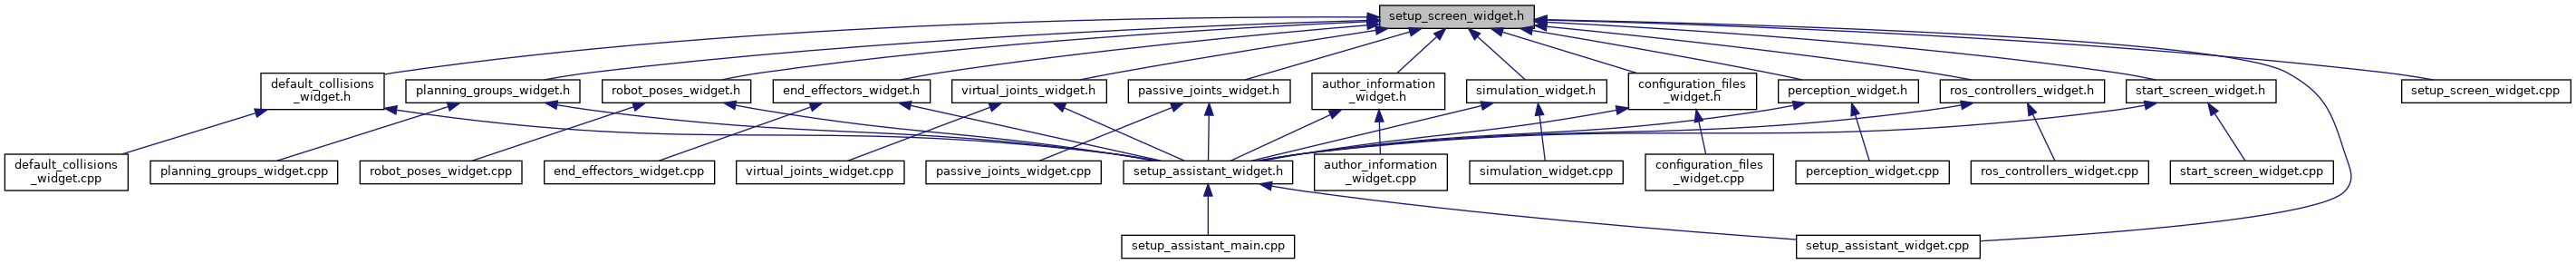 setup_screen_widget.h
default_collisions
_widget.h
planning_groups_widget.h
robot_poses_widget.h
end_effectors_widget.h
virtual_joints_widget.h
passive_joints_widget.h
author_information
_widget.h
simulation_widget.h
configuration_files
_widget.h
perception_widget.h
ros_controllers_widget.h
start_screen_widget.h
setup_screen_widget.cpp
default_collisions
_widget.cpp
planning_groups_widget.cpp
robot_poses_widget.cpp
end_effectors_widget.cpp
virtual_joints_widget.cpp
passive_joints_widget.cpp
setup_assistant_widget.h
author_information
_widget.cpp
simulation_widget.cpp
configuration_files
_widget.cpp
perception_widget.cpp
ros_controllers_widget.cpp
start_screen_widget.cpp
setup_assistant_main.cpp
setup_assistant_widget.cpp